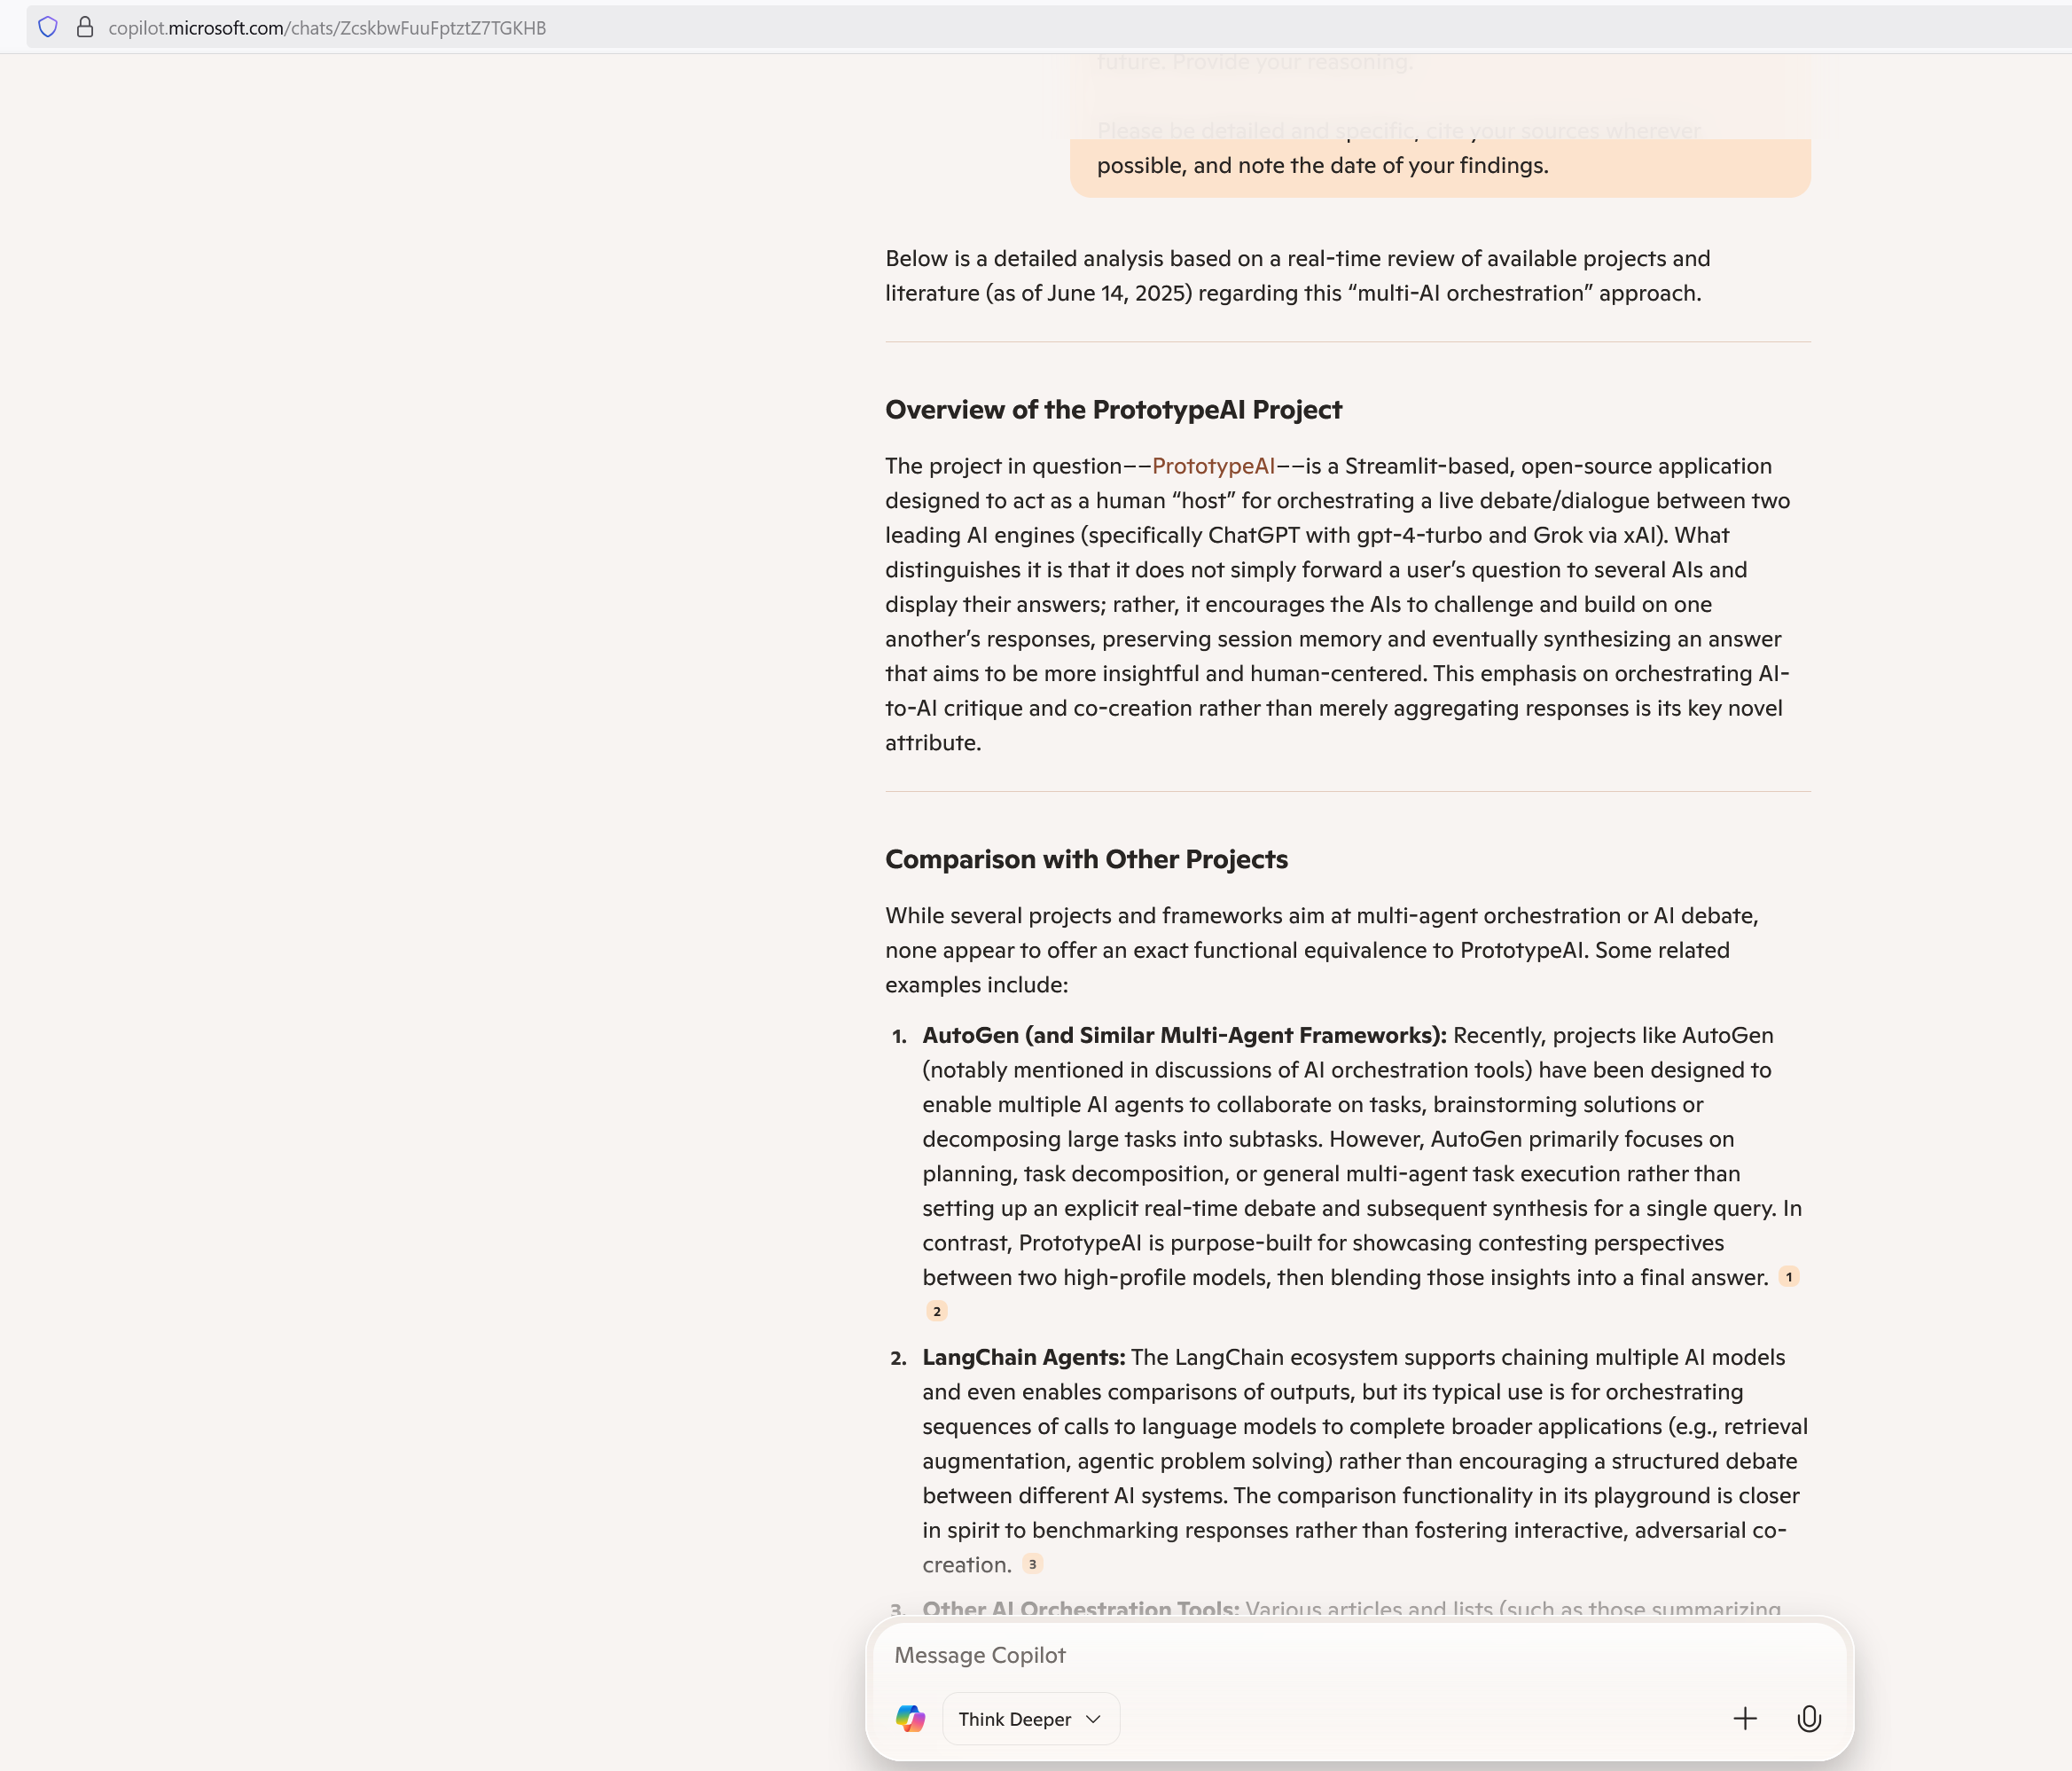 copilot.microsoft.com/chats/ZcskbwFuuFptztZ7TGKHB
future. Provide your reasoning.
Please be detailed and specific, cite your sources wherever
possible, and note the date of your findings.
Below is a detailed analysis based on a real-time review of available projects and
literature (as of June 14, 2025) regarding this “multi-AI orchestration” approach.
Overview of the PrototypeAI Project
The project in question––PrototypeAI––is a Streamlit-based, open-source application
designed to act as a human “host” for orchestrating a live debate/dialogue between two
leading AI engines (specifically ChatGPT with gpt-4-turbo and Grok via xAI). What
distinguishes it is that it does not simply forward a user’s question to several AIs and
display their answers; rather, it encourages the AIs to challenge and build on one
another’s responses, preserving session memory and eventually synthesizing an answer
that aims to be more insightful and human-centered. This emphasis on orchestrating AI-
to-AI critique and co-creation rather than merely aggregating responses is its key novel
attribute.
Comparison with Other Projects
While several projects and frameworks aim at multi-agent orchestration or AI debate,
none appear to offer an exact functional equivalence to PrototypeAI. Some related
examples include:
1. AutoGen (and Similar Multi-Agent Frameworks): Recently, projects like AutoGen
(notably mentioned in discussions of AI orchestration tools) have been designed to
enable multiple AI agents to collaborate on tasks, brainstorming solutions or
decomposing large tasks into subtasks. However, AutoGen primarily focuses on
planning, task decomposition, or general multi-agent task execution rather than
setting up an explicit real-time debate and subsequent synthesis for a single query. In
contrast, PrototypeAI is purpose-built for showcasing contesting perspectives
between two high-profile models, then blending those insights into a final answer. 1
2
2. LangChain Agents: The LangChain ecosystem supports chaining multiple AI models
and even enables comparisons of outputs, but its typical use is for orchestrating
sequences of calls to language models to complete broader applications (e.g., retrieval
augmentation, agentic problem solving) rather than encouraging a structured debate
between different AI systems. The comparison functionality in its playground is closer
in spirit to benchmarking responses rather than fostering interactive, adversarial co-
creation. 3
3. Other AI Orchestration Tools: Various articles and lists (such as those summarizing
Message Copilot
Think Deeper